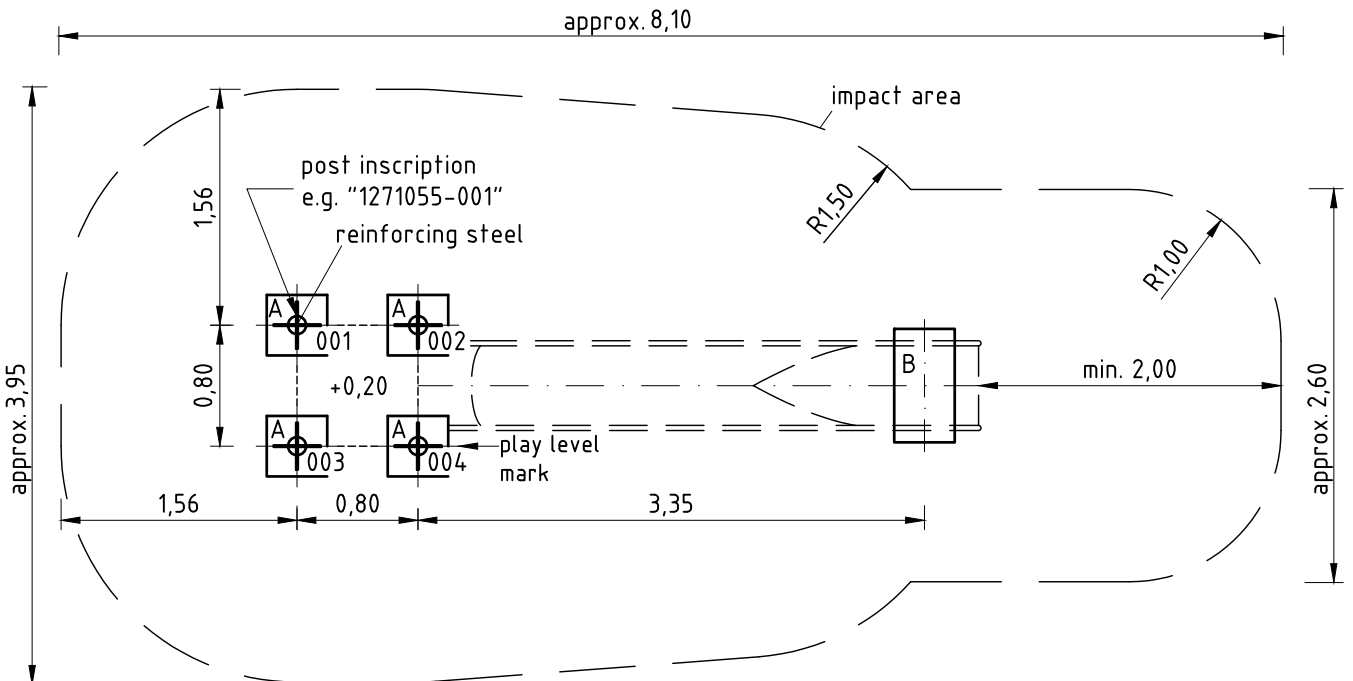 approx. 8,10
impact area
post inscription
e.g. "1271055-001"
reinforcing steel
1,56
R1,50
R1,00
A
A
001
002
approx. 3,95
0,80
+0,20
B
min. 2,00
approx. 2,60
A
A
003
004
play level
mark
1,56
0,80
3,35